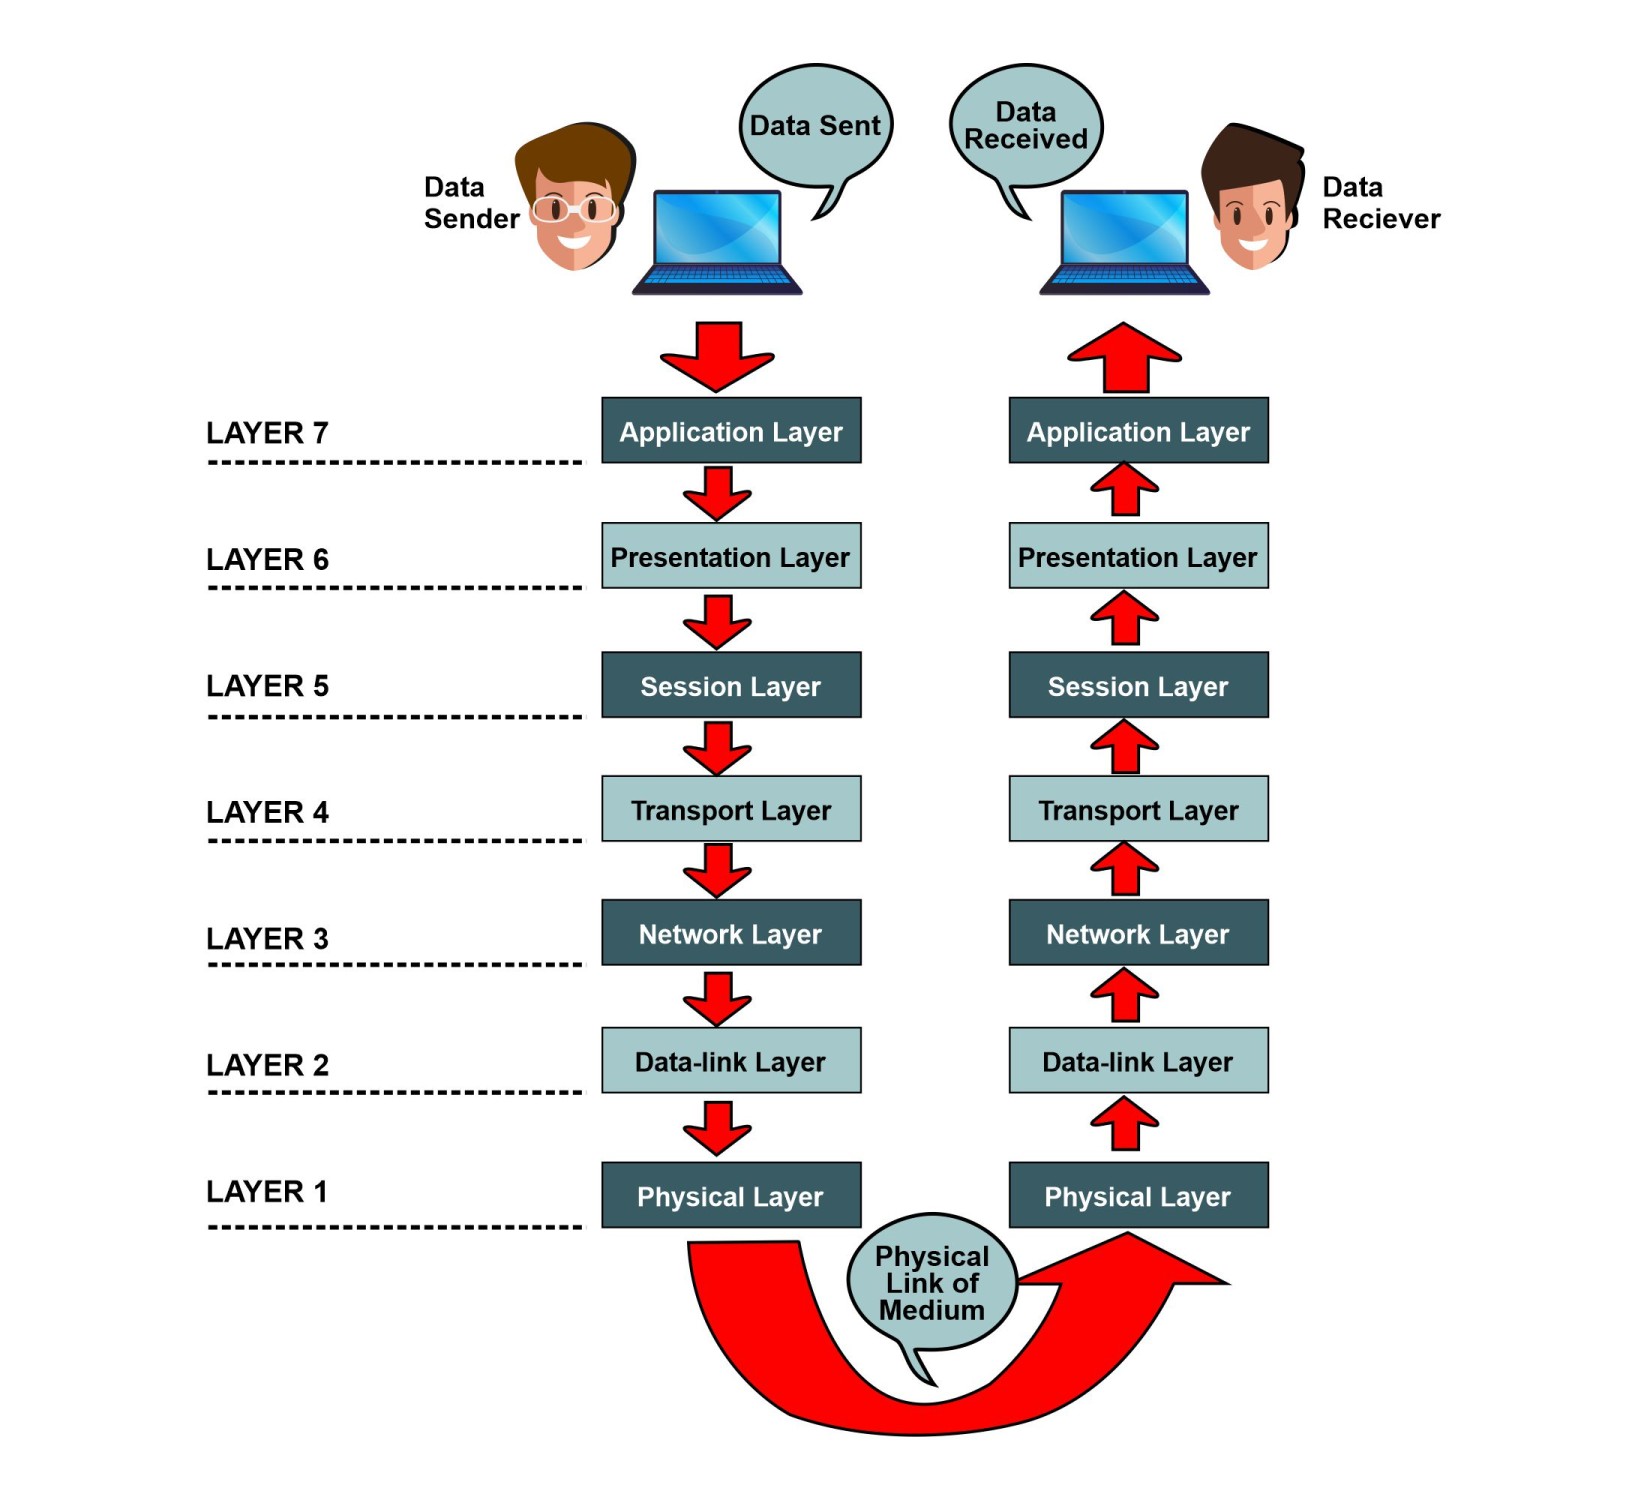 Data Sent
Data
Received
Data
Sender
Data
Reciever
LAYER 7
Application Layer
Application Layer
LAYER 6
Presentation Layer
Presentation Layer
LAYER 5
Session Layer
Session Layer
LAYER 4
Transport Layer
Transport Layer
LAYER 3
Network Layer
Network Layer
LAYER 2
Data-link Layer
Data-link Layer
LAYER 1
Physical Layer
Physical Layer
Physical
Link of
Medium